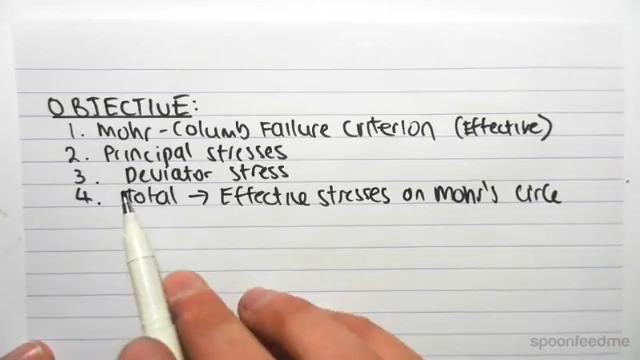 OBJECTIVE:
1. Mohr-Columb Failure Criterion (Effective)
2. Principal stresses
3. Deviator stress
4. Total → Effective stresses on Mohr's Circe
spoonfeedme